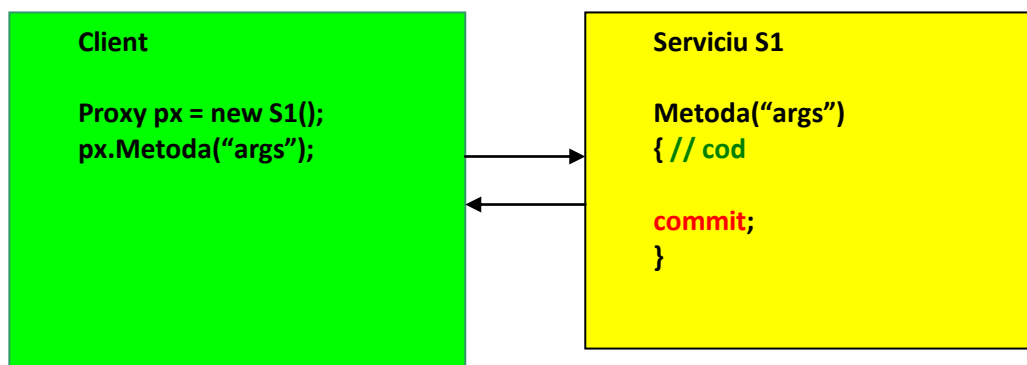 Client
Proxy px = new S1();
px.Metoda(“args”);
Serviciu S1
Metoda(“args”)
{ // cod
commit;
}